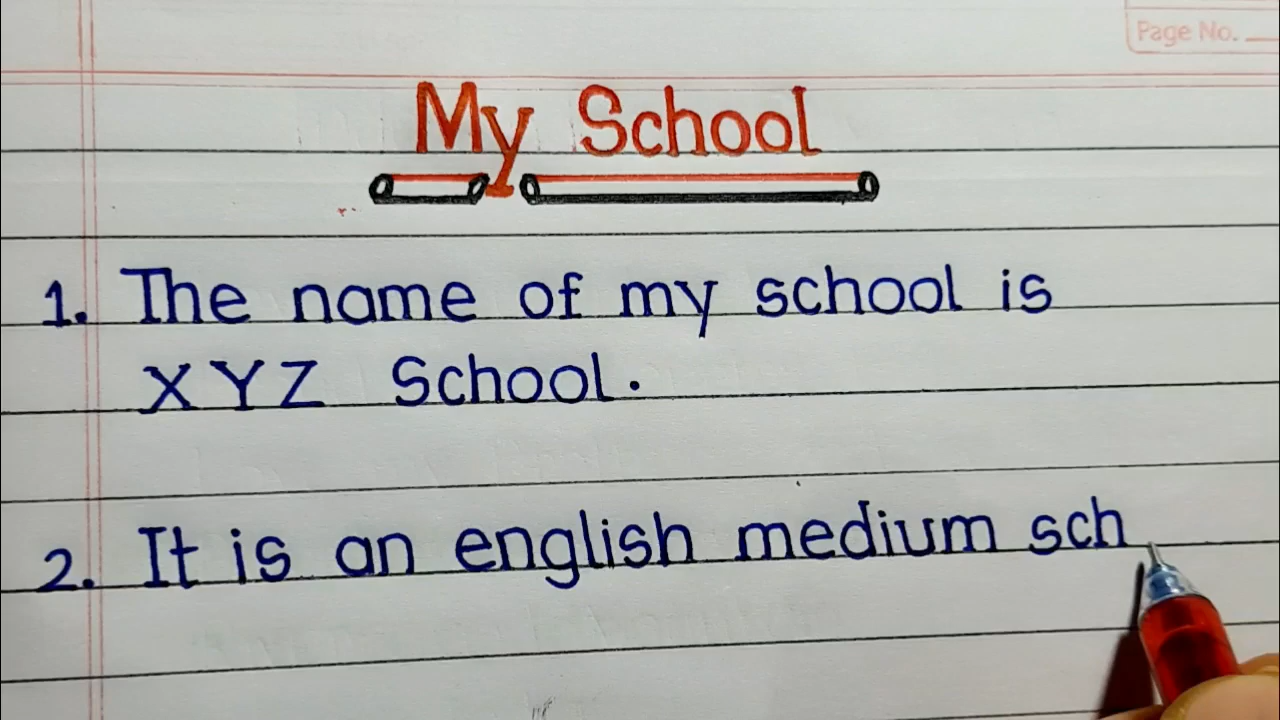 Page No.
My School
1. The name of my school is
XYZ School.
2. It is an english medium sch